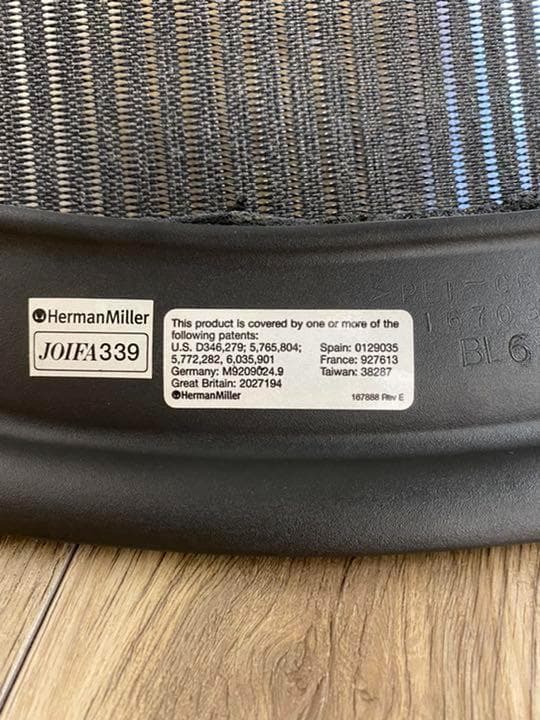 HermanMiller
JOIFA339
This product is covered by one or more of the
following patents:
U.S. D346,279; 5,765,804;
5,772,282, 6,035,901
Germany: M9209024.9
Great Britain: 2027194
Spain: 0129035
France: 927613
Taiwan: 38287
HermanMiller
167888 Rev E
BL6